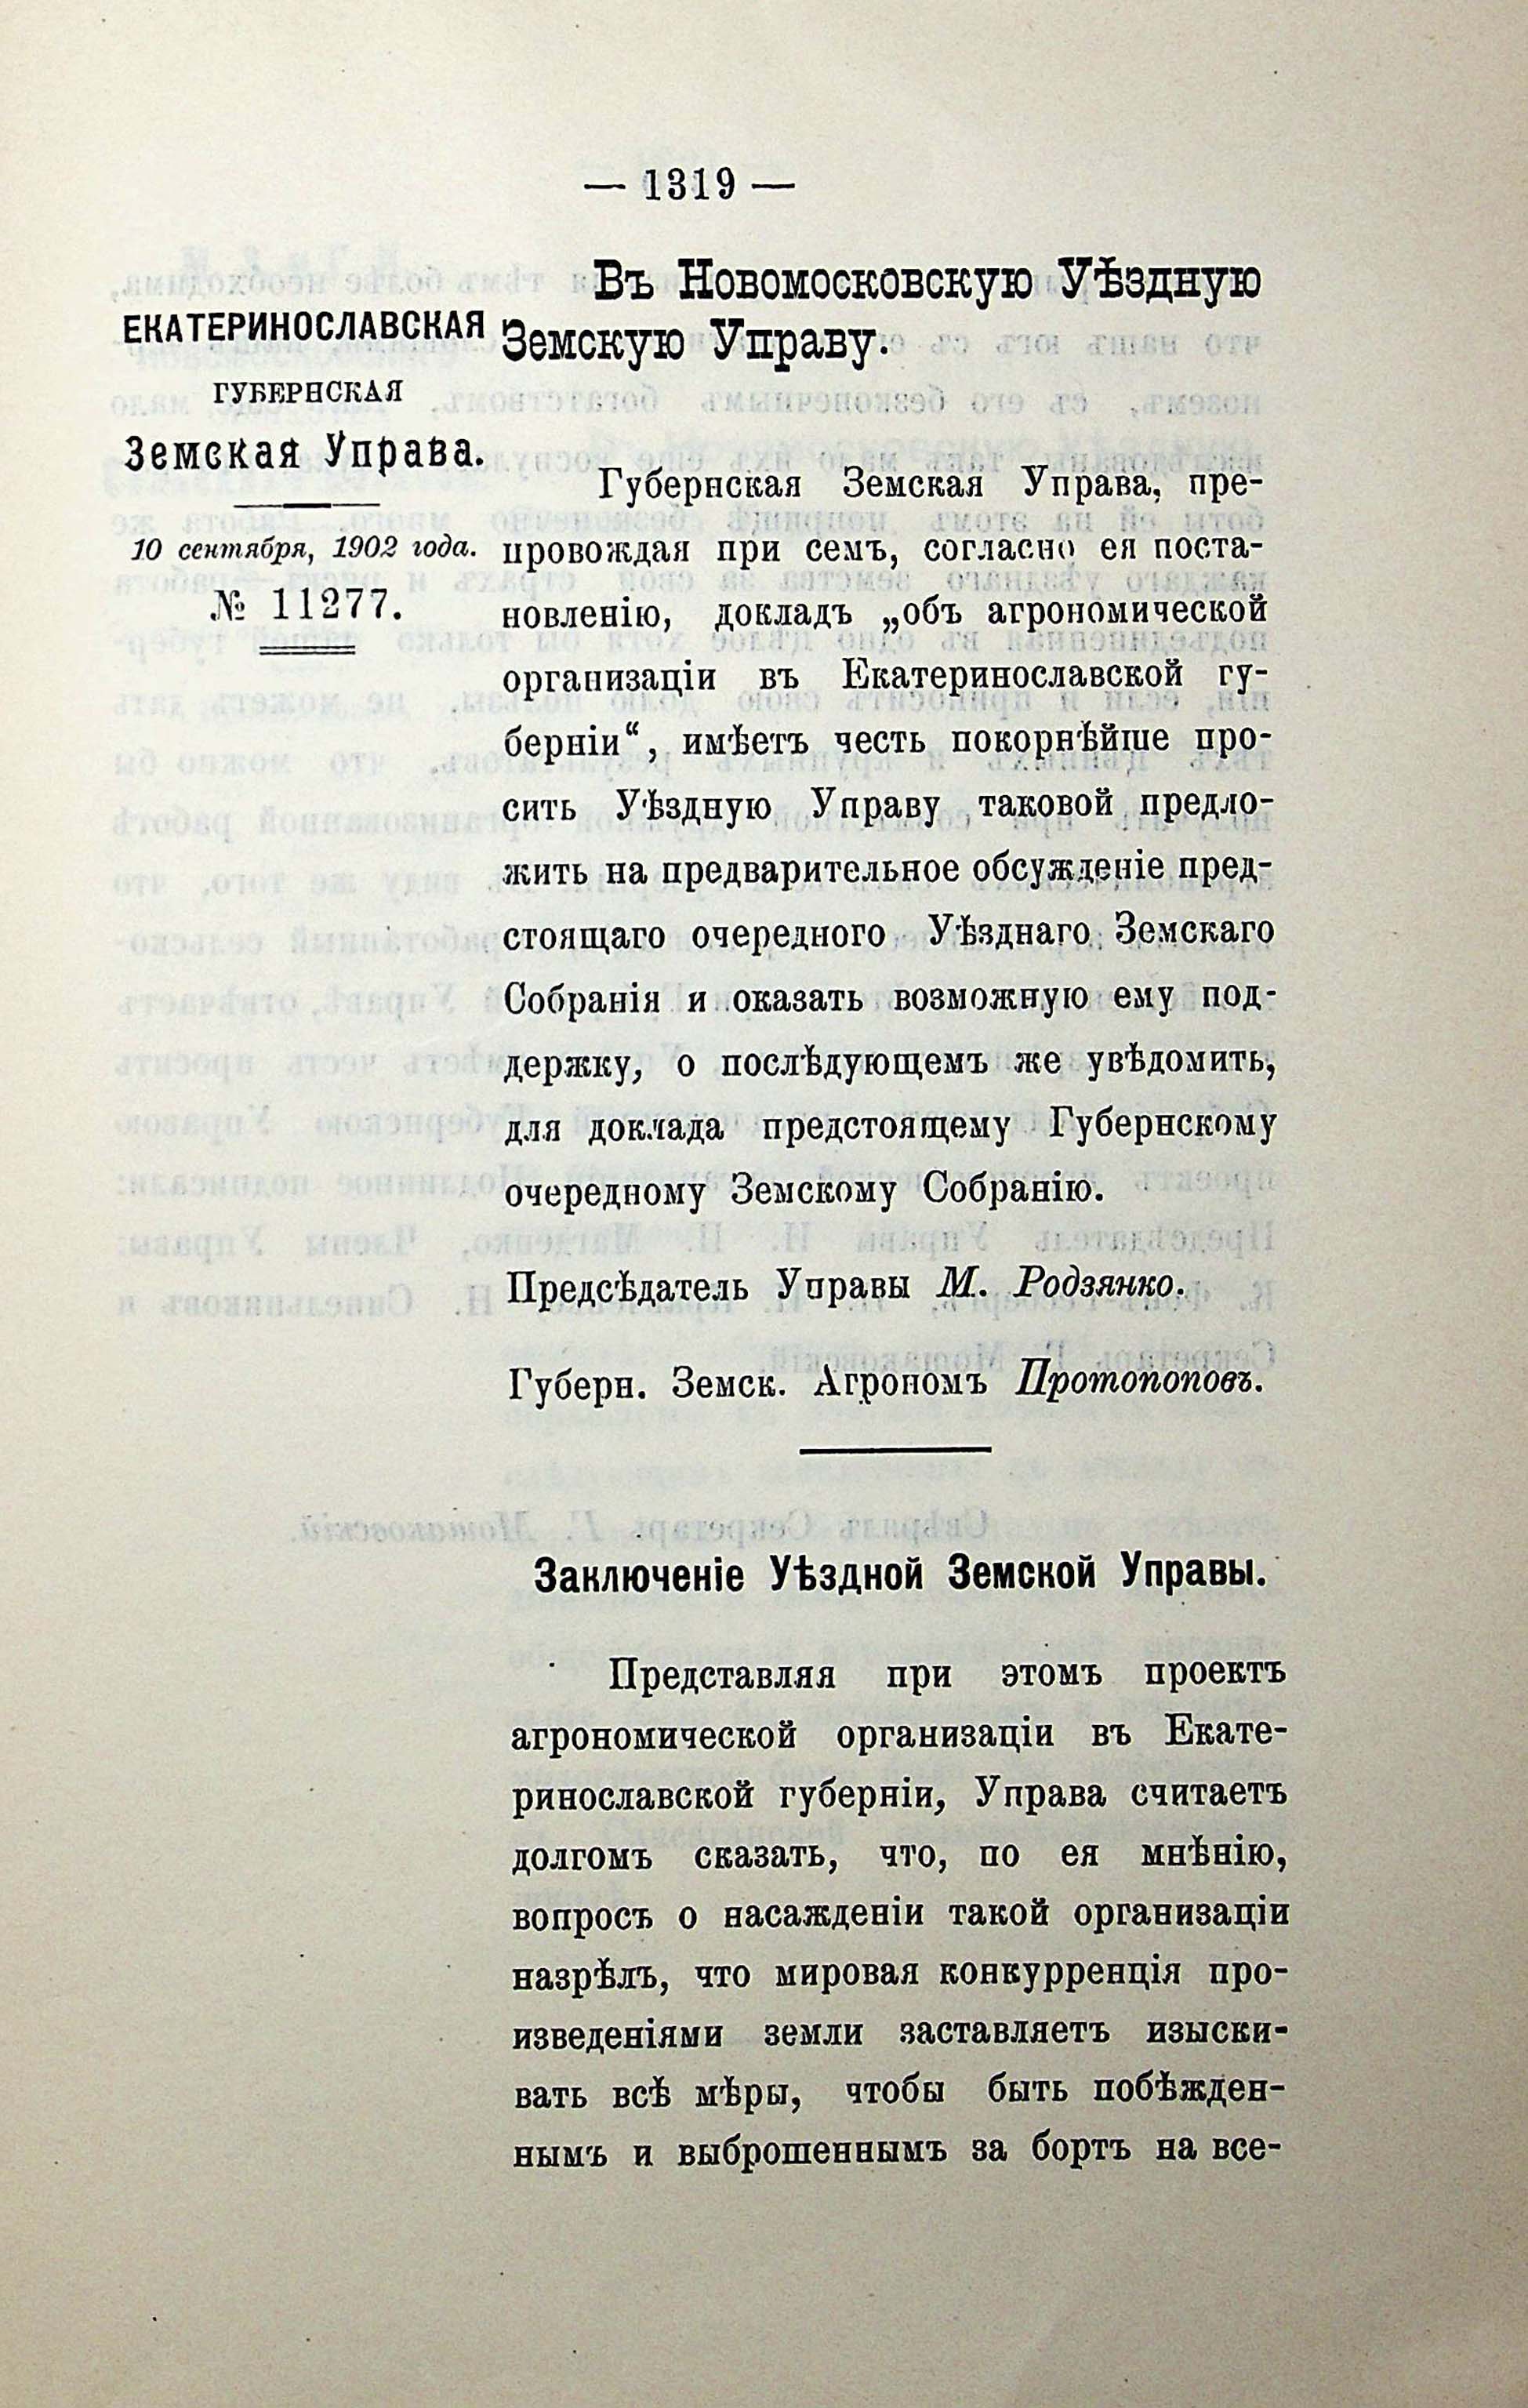 — 1319 —
ЕКАТЕРИНОСЛАВСКАЯ
ГУБЕРНСКАЯ
Земская Управа.
10 сентября, 1902 года.
№ 11277.
Въ Новомосковскую Уѣздную
Земскую Управу.
Губернская Земская Управа, пре-
провождая при семъ, согласно ея поста-
новленію, докладъ „объ агрономической
организаціи въ Екатеринославской гу-
берніи“, имѣетъ честь покорнѣйше про-
сить Уѣздную Управу таковой предло-
жить на предварительное обсужденіе пред-
стоящаго очередного Уѣзднаго Земскаго
Собранія и оказать возможную ему под-
держку, о послѣдующемъ же увѣдомить,
для доклада предстоящему Губернскому
очередному Земскому Собранію.
Предсѣдатель Управы М. Родзянко.
Губерн. Земск. Агрономъ Протопоповъ.
Заключеніе Уѣздной Земской Управы.
Представляя при этомъ проектъ
агрономической организаціи въ Екате-
ринославской губерніи, Управа считаетъ
долгомъ сказать, что, по ея мнѣнію,
вопросъ о насажденіи такой организаціи
назрѣлъ, что мировая конкурренція про-
изведеніями земли заставляетъ изыски-
вать всѣ мѣры, чтобы быть побѣжден-
нымъ и выброшеннымъ за бортъ на все-